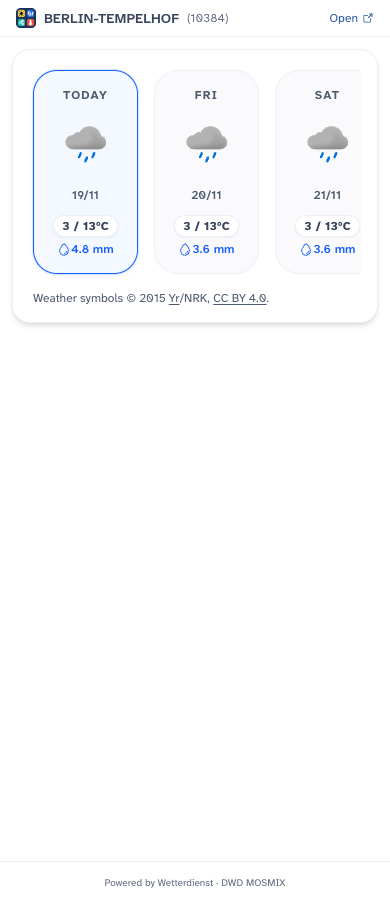 BERLIN-TEMPELHOF (10384) Open
TODAY FRI SAT
19/11 20/11 21/11
3 / 13°C 3 / 13°C 3 / 13°C
4.8 mm 3.6 mm 3.6 mm
Weather symbols © 2015 Yr/NRK, CC BY 4.0.
Powered by Wetterdienst · DWD MOSMIX